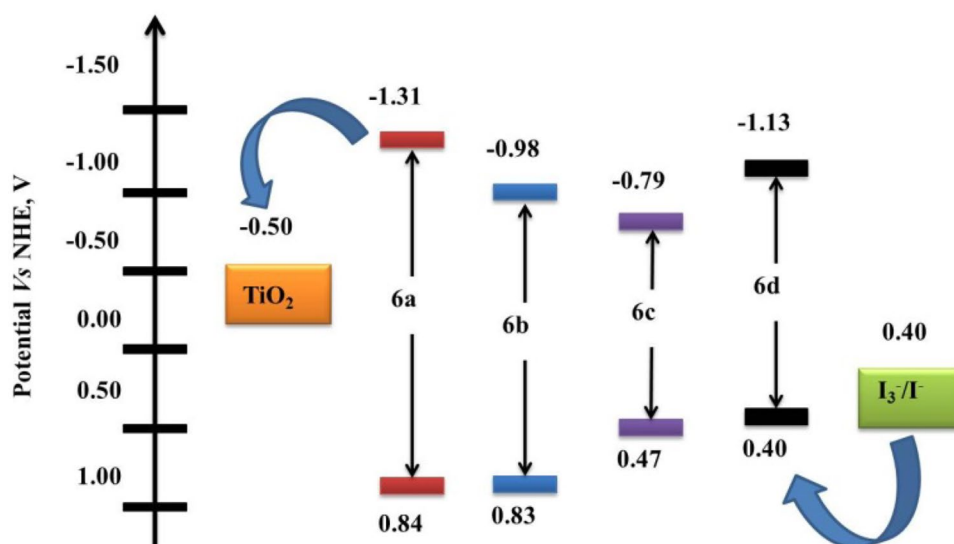 Potential Vs NHE, V
-1.50
-1.00
-0.50
0.00
0.50
1.00
-0.50
TiO₂
-1.31
6a
0.84
-0.98
6b
0.83
-0.79
6c
0.47
-1.13
6d
0.40
0.40
I₃⁻/I⁻